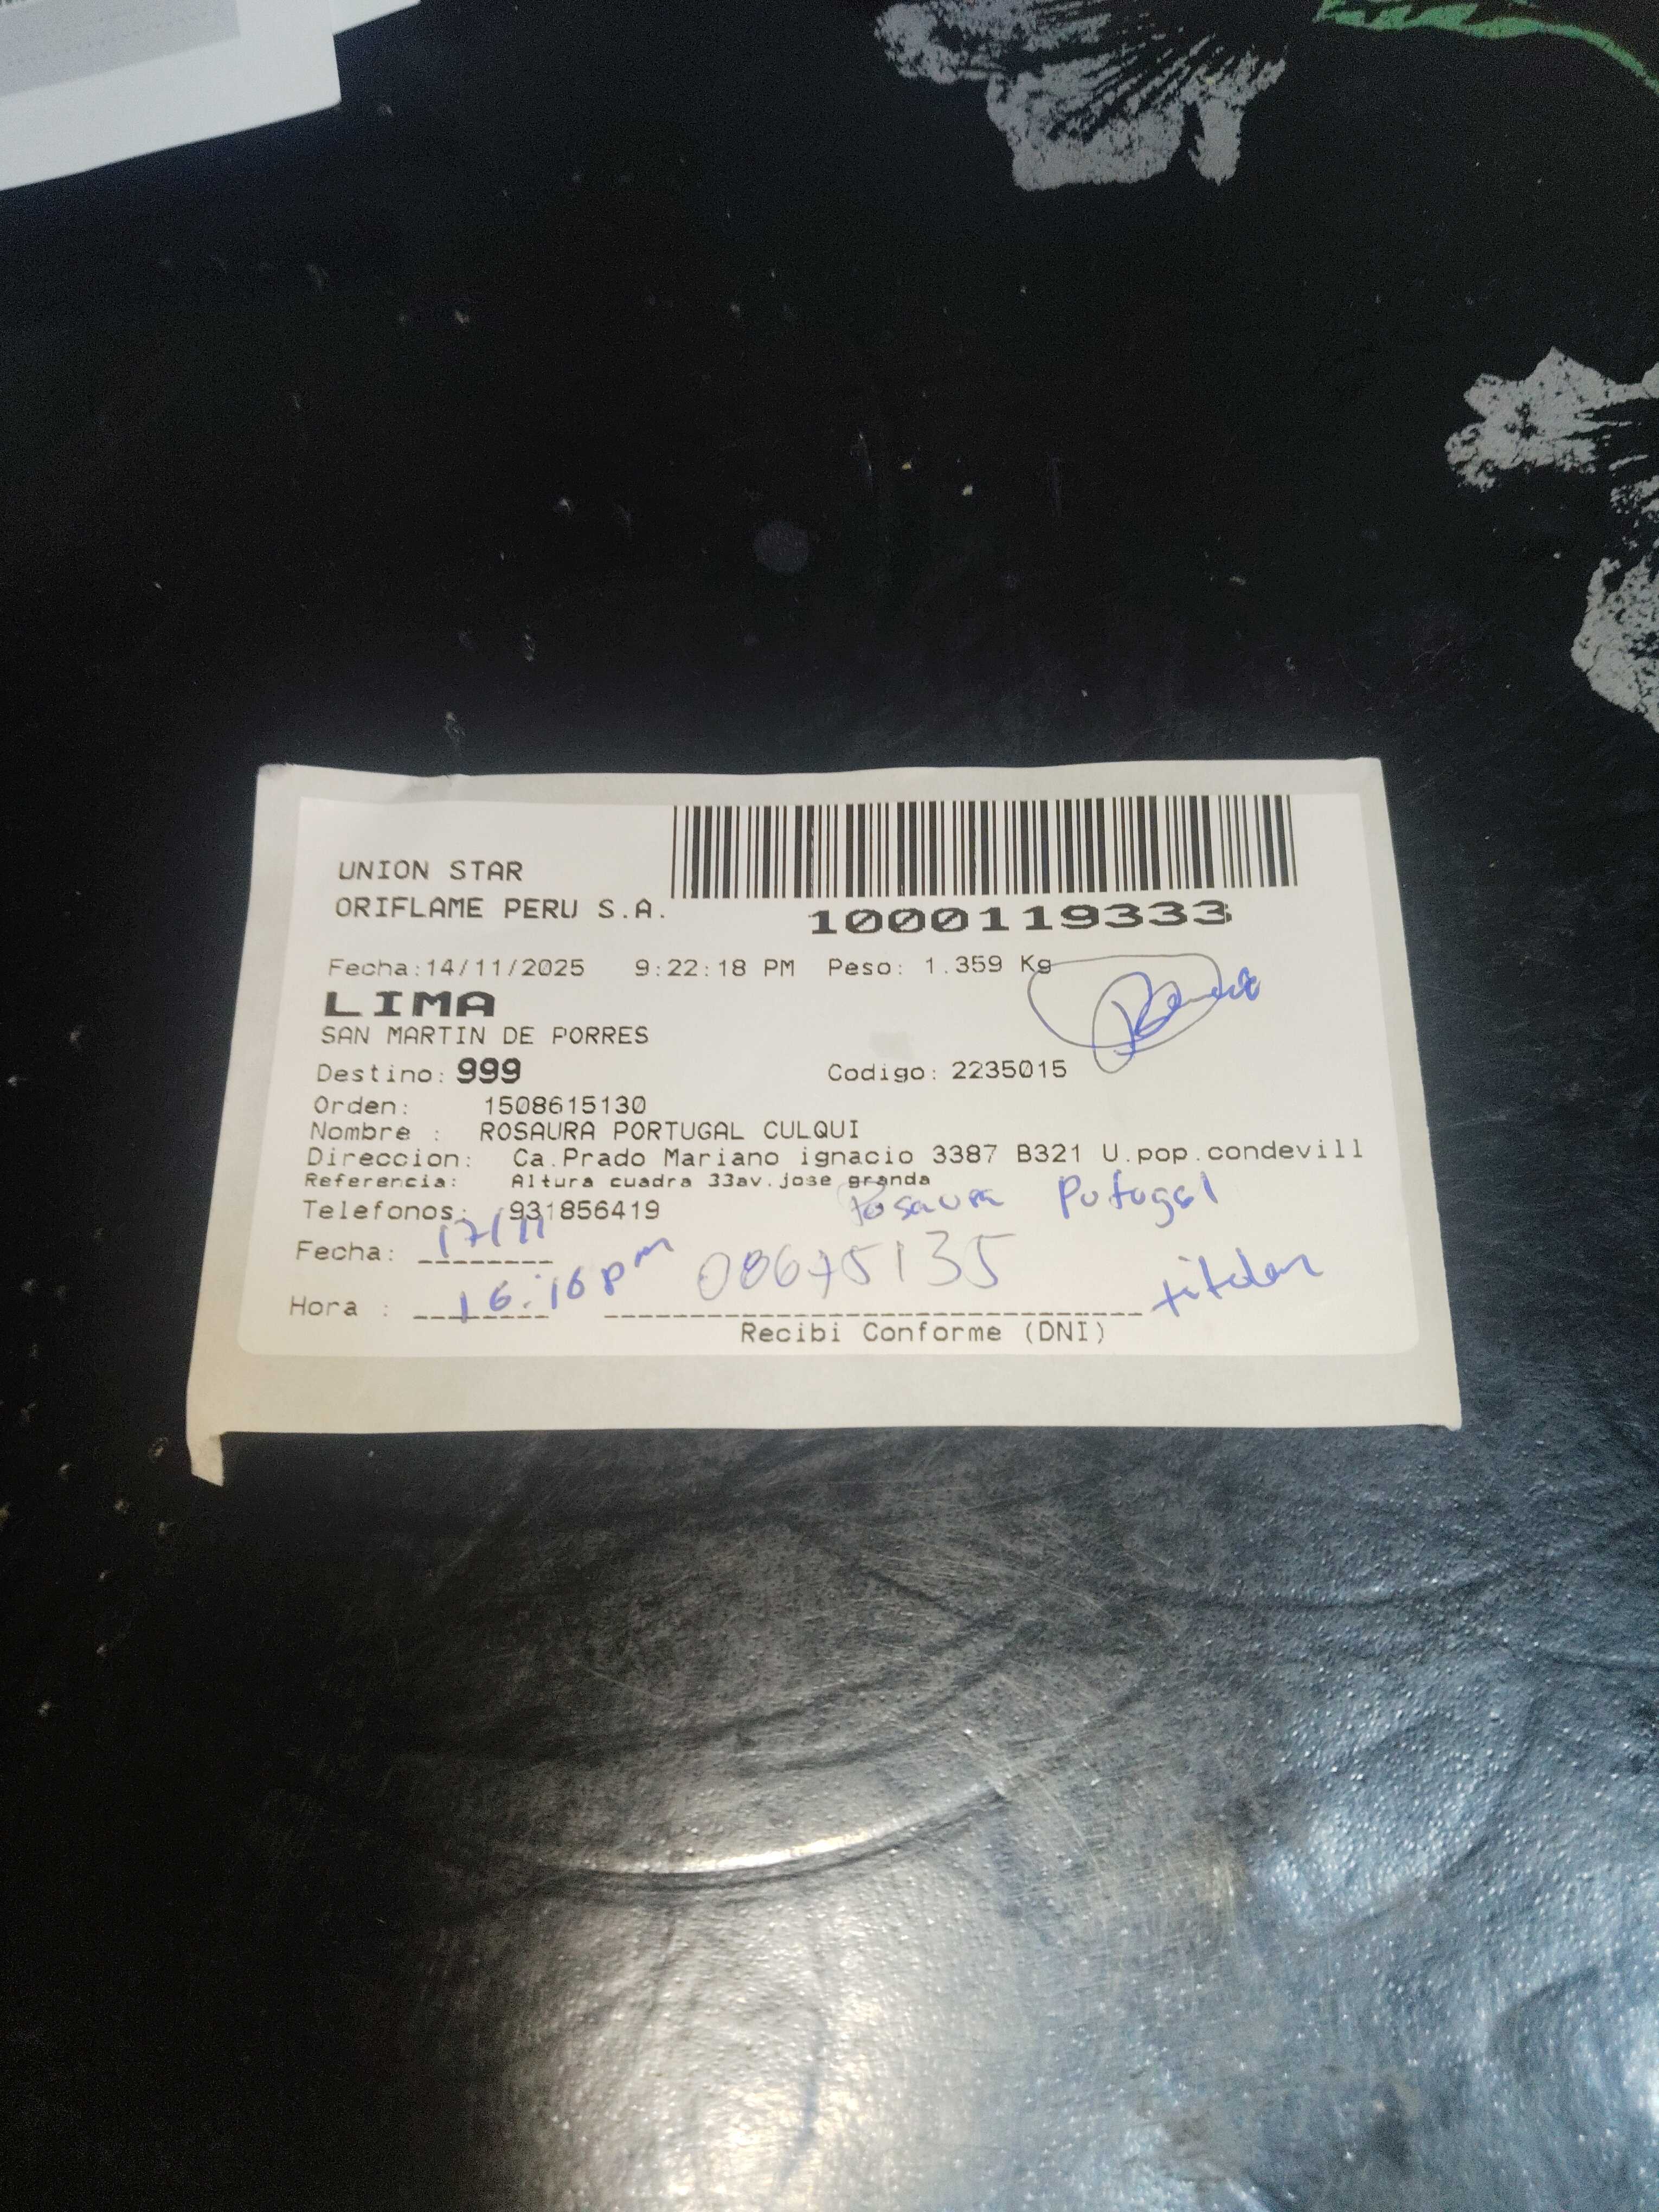 UNION STAR
ORIFLAME PERU S.A.
1000119333
Fecha:14/11/2025 9:22:18 PM Peso: 1.359 Kg
LIMA
SAN MARTIN DE PORRES
Destino: 999 Codigo: 2235015
Orden: 1508615130
Nombre : ROSAURA PORTUGAL CULQUI
Direccion: Ca.Prado Mariano ignacio 3387 B321 U.pop.condevill
Referencia: Altura cuadra 33av.jose granda
Telefonos: 931856419
Rosaura Putugal
Fecha: 17/11
Hora : 16:16 pm 08675135
Recibi Conforme (DNI)